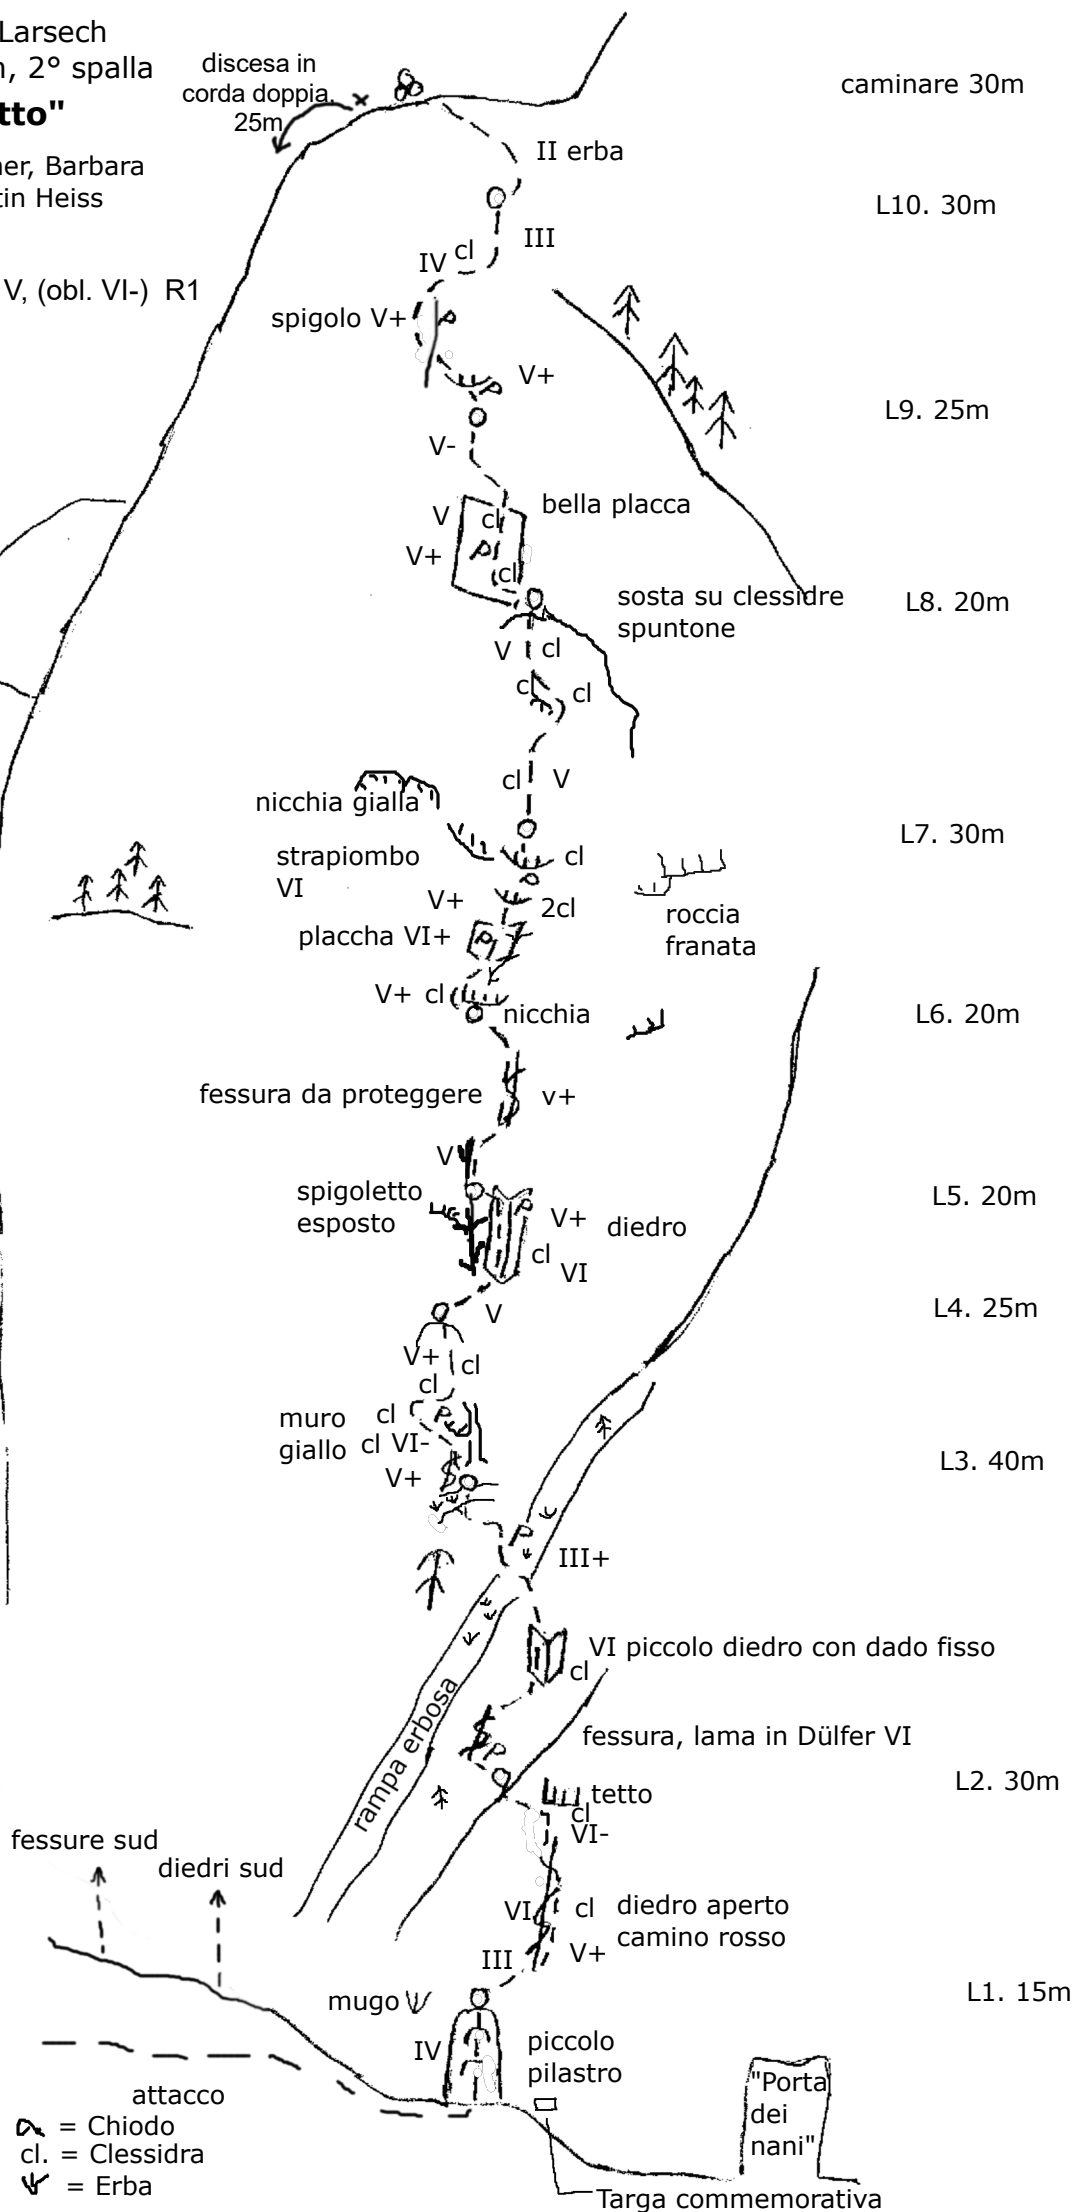 Larsech
, 2° spalla
tto"
er, Barbara
tin Heiss
V, (obl. VI-) R1
discesa in
corda doppia.
25m
caminare 30m
II erba
L10. 30m
III
cl
IV
spigolo V+
V+
L9. 25m
V-
bella placca
V
cl
V+
cl
sosta su clessidre
spuntone
L8. 20m
V
cl
cl
cl
cl
V
nicchia gialla
L7. 30m
strapiombo
VI
cl
V+
2cl
placcha VI+
roccia
franata
V+ cl
nicchia
L6. 20m
fessura da proteggere
v+
V
spigoletto
esposto
L5. 20m
V+
diedro
cl
VI
V
L4. 25m
V+
cl
cl
muro
giallo
cl
cl VI-
V+
L3. 40m
III+
VI piccolo diedro con dado fisso
cl
rampa erbosa
fessura, lama in Dülfer VI
L2. 30m
tetto
cl
VI-
fessure sud
diedri sud
VI
cl
diedro aperto
camino rosso
V+
III
L1. 15m
mugo
IV
piccolo
pilastro
"Porta
dei
nani"
attacco
= Chiodo
cl. = Clessidra
= Erba
Targa commemorativa